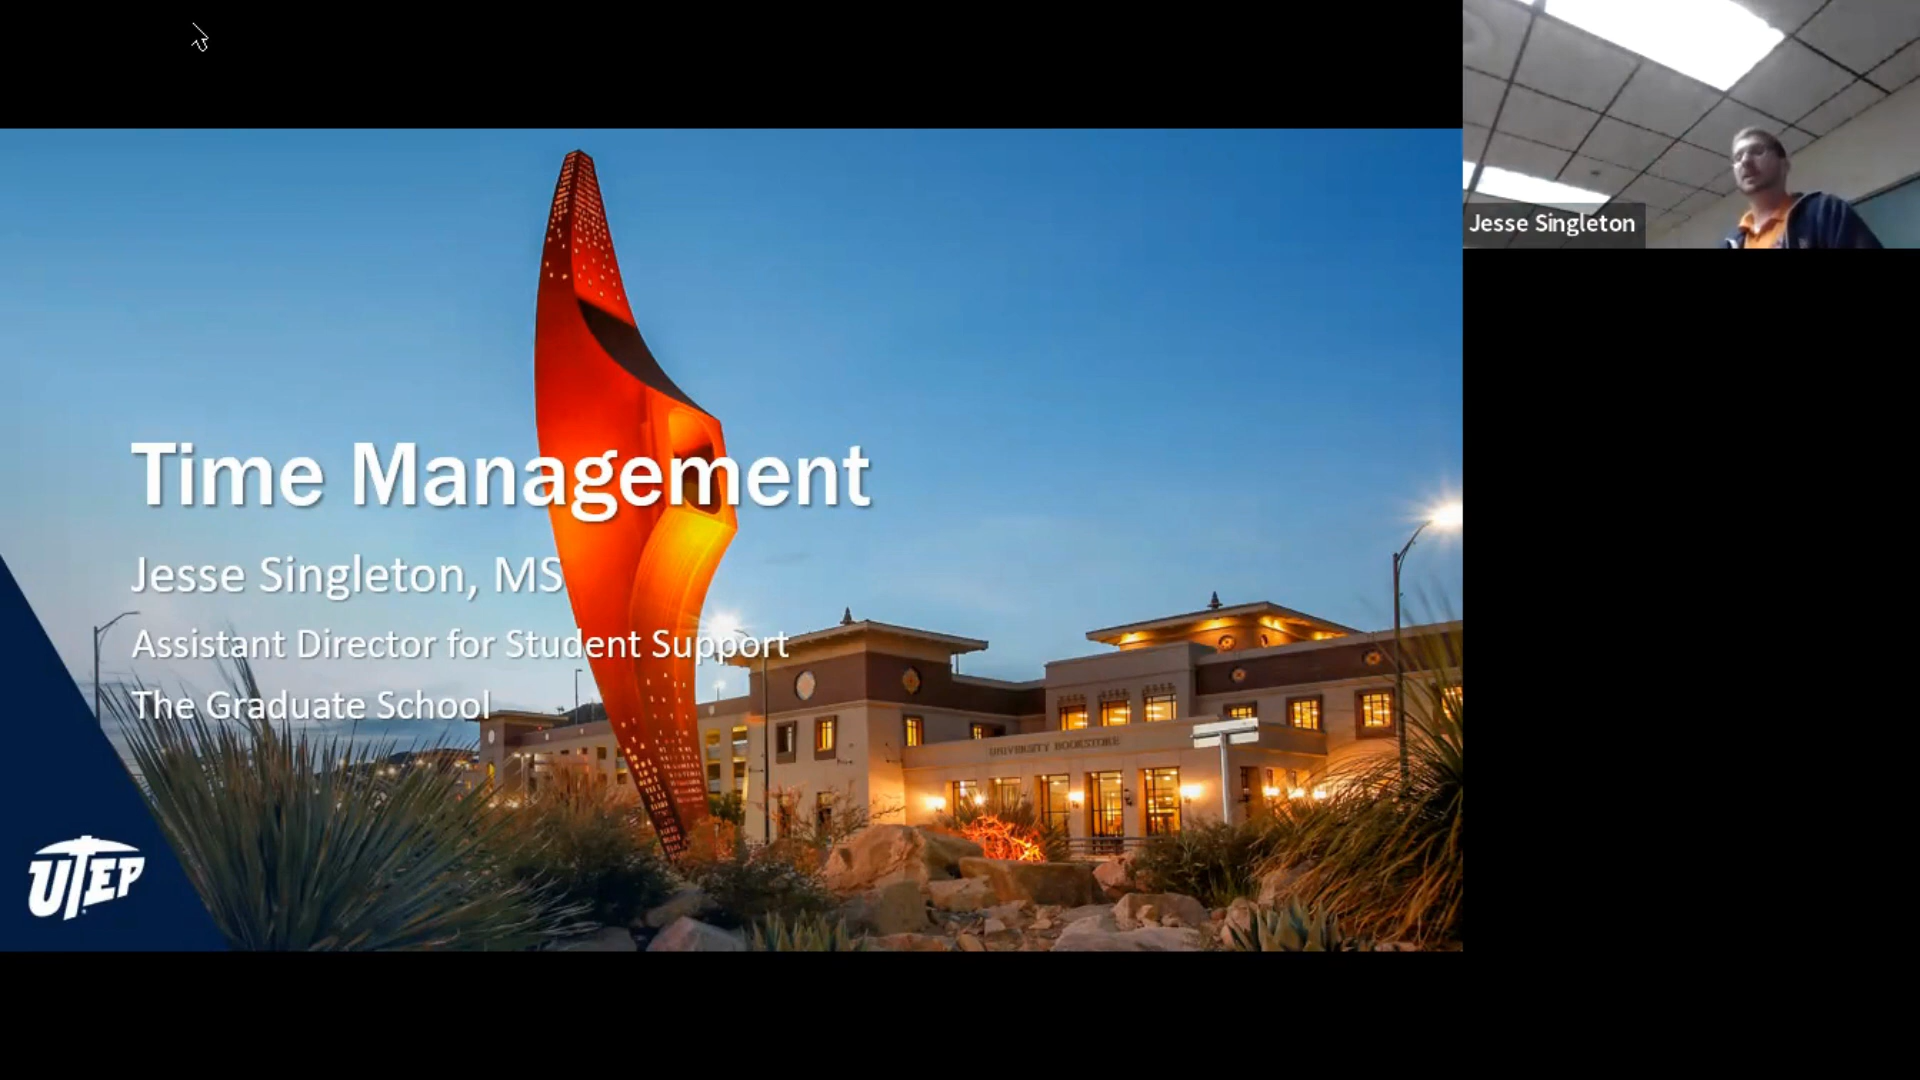 Time Management
Jesse Singleton, MS
Assistant Director for Student Support
The Graduate School
UNIVERSITY BOOKSTORE
UTEP
Jesse Singleton